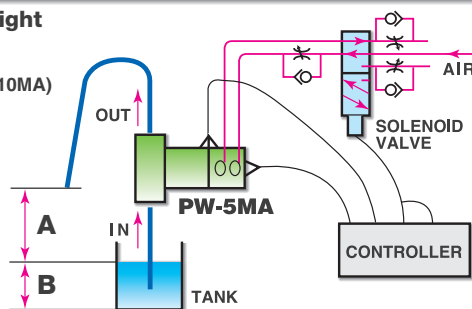 ight
10MA)
OUT
AIR
SOLENOID
VALVE
PW-5MA
A
IN
CONTROLLER
B
TANK